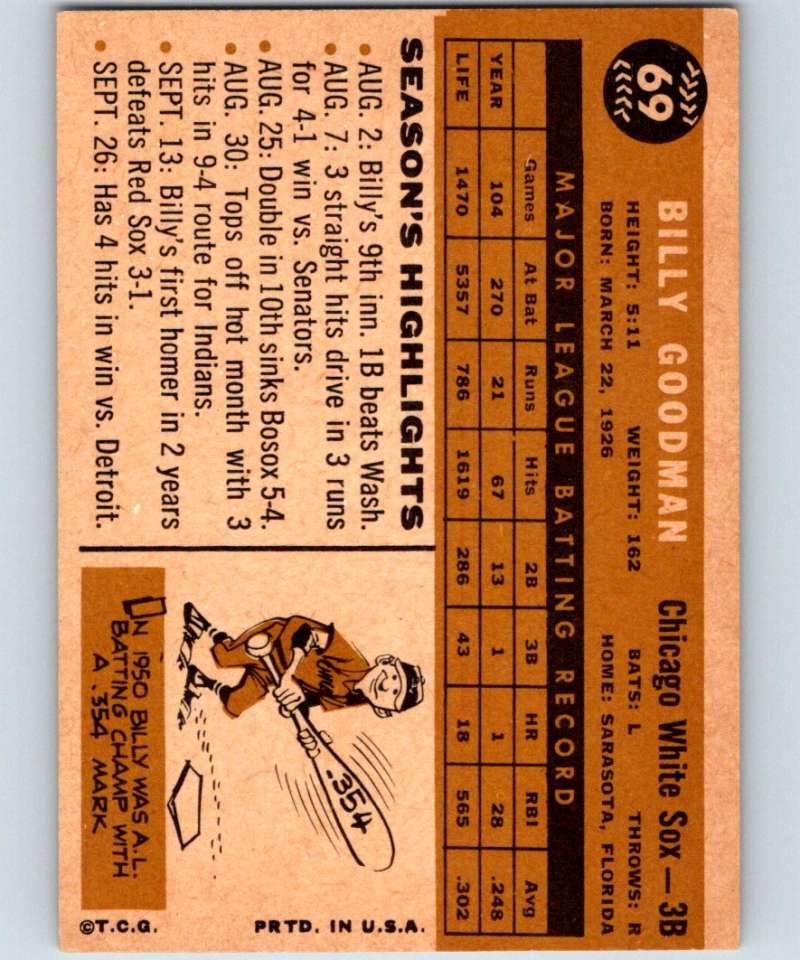 69
BILLY GOODMAN Chicago White Sox — 3B
HEIGHT: 5:11 WEIGHT: 162 BATS: L THROWS: R
BORN: MARCH 22, 1926 HOME: SARASOTA, FLORIDA
MAJOR LEAGUE BATTING RECORD
Games At Bat Runs Hits 2B 3B HR RBI Avg
YEAR 104 270 21 67 13 1 1 28 .248
LIFE 1470 5357 786 1619 286 43 18 565 .302
SEASON'S HIGHLIGHTS
• AUG. 2: Billy's 9th inn. 1B beats Wash.
• AUG. 7: 3 straight hits drive in 3 runs
for 4-1 win vs. Senators.
• AUG. 25: Double in 10th sinks Bosox 5-4.
• AUG. 30: Tops off hot month with 3
hits in 9-4 route for Indians.
• SEPT. 13: Billy's first homer in 2 years
defeats Red Sox 3-1.
• SEPT. 26: Has 4 hits in win vs. Detroit.
.354
IN 1950 BILLY WAS A.L.
BATTING CHAMP WITH
A .354 MARK
©T.C.G. PRTD. IN U.S.A.